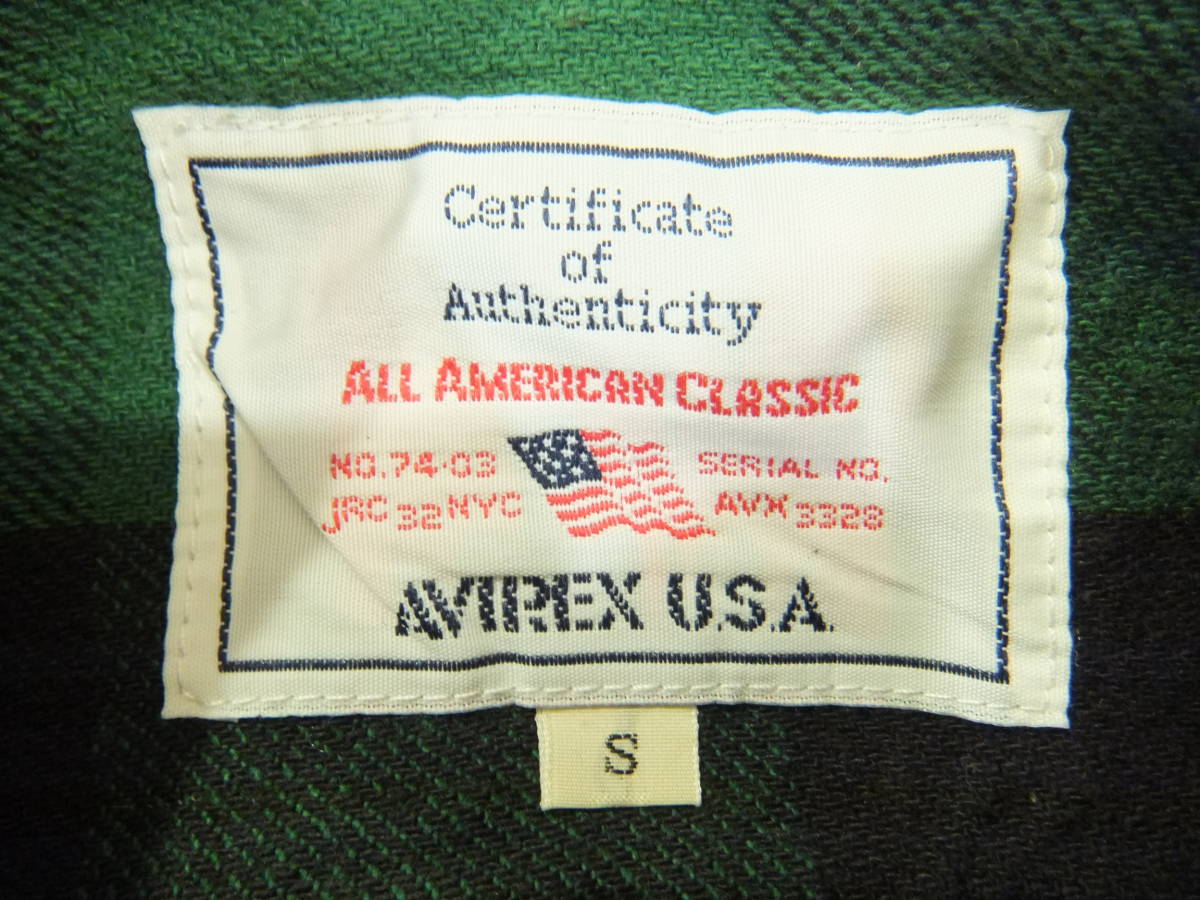 Certificate
of
Authenticity
ALL AMERICAN CLASSIC
NO.74-03 SERIAL NO.
JRC 32 NYC AVX 3328
AVIREX U.S.A.
S